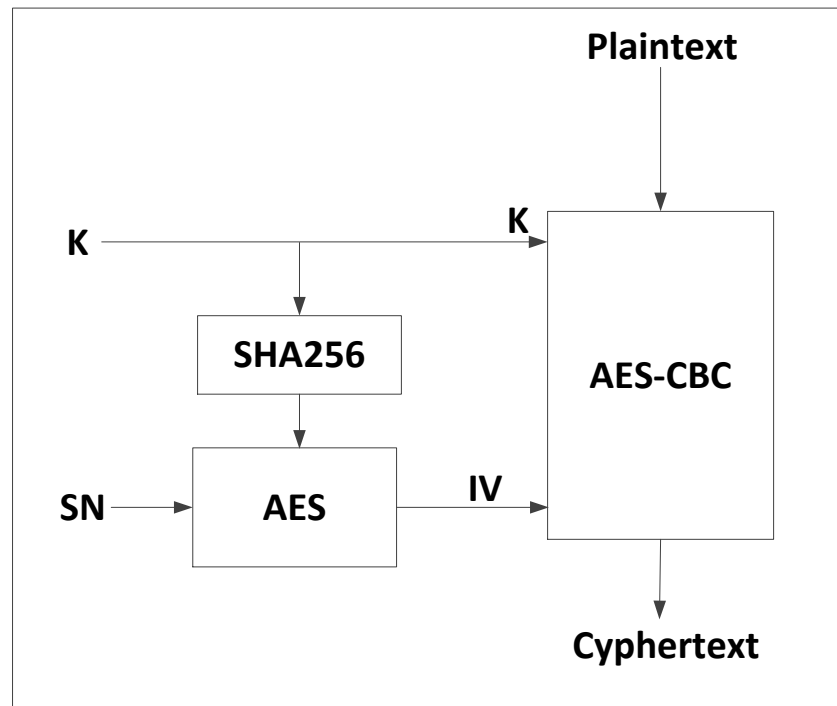 Plaintext
K
K
SHA256
AES-CBC
SN
AES
IV
Cyphertext